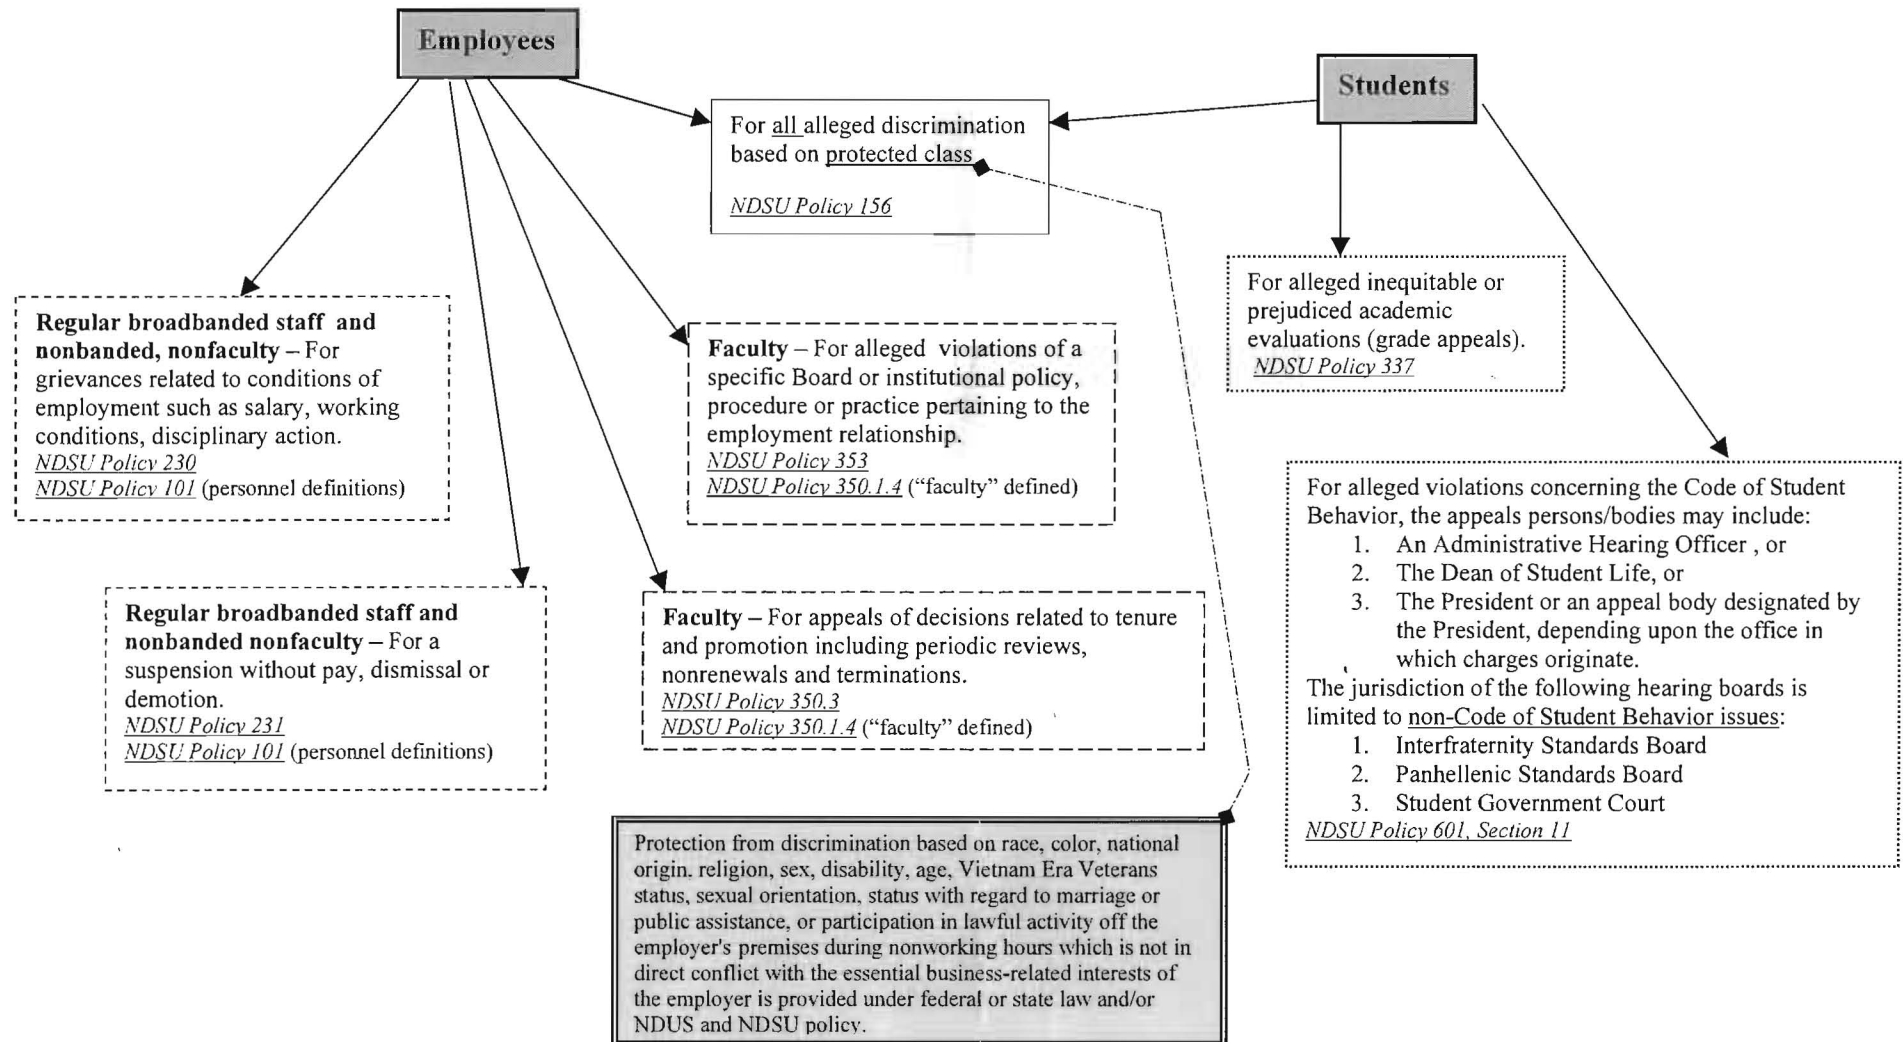 Employees
Students
For all alleged discrimination
based on protected class
NDSU Policy 156
For alleged inequitable or
prejudiced academic
evaluations (grade appeals).
NDSU Policy 337
Regular broadbanded staff and
nonbanded, nonfaculty – For
grievances related to conditions of
employment such as salary, working
conditions, disciplinary action.
NDSU Policy 230
NDSU Policy 101 (personnel definitions)
Faculty – For alleged violations of a
specific Board or institutional policy,
procedure or practice pertaining to the
employment relationship.
NDSU Policy 353
NDSU Policy 350.1.4 (“faculty” defined)
For alleged violations concerning the Code of Student
Behavior, the appeals persons/bodies may include:
1. An Administrative Hearing Officer , or
2. The Dean of Student Life, or
3. The President or an appeal body designated by
the President, depending upon the office in
which charges originate.
The jurisdiction of the following hearing boards is
limited to non-Code of Student Behavior issues:
1. Interfraternity Standards Board
2. Panhellenic Standards Board
3. Student Government Court
NDSU Policy 601, Section 11
Regular broadbanded staff and
nonbanded nonfaculty – For a
suspension without pay, dismissal or
demotion.
NDSU Policy 231
NDSU Policy 101 (personnel definitions)
Faculty – For appeals of decisions related to tenure
and promotion including periodic reviews,
nonrenewals and terminations.
NDSU Policy 350.3
NDSU Policy 350.1.4 (“faculty” defined)
Protection from discrimination based on race, color, national
origin, religion, sex, disability, age, Vietnam Era Veterans
status, sexual orientation, status with regard to marriage or
public assistance, or participation in lawful activity off the
employer's premises during nonworking hours which is not in
direct conflict with the essential business-related interests of
the employer is provided under federal or state law and/or
NDUS and NDSU policy.